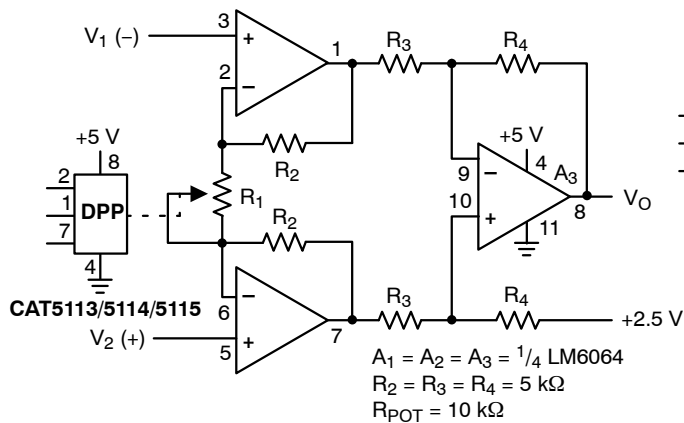 V₁ (−)
3
+
1
2
−
R₃
R₄
R₂
+5 V
8
2
1
7
DPP
4
R₁
CAT5113/5114/5115
R₂
6
−
5
+
7
V₂ (+)
R₃
R₄
+2.5 V
+5 V
4
9
−
10
+
A₃
8
11
V_O
A₁ = A₂ = A₃ = ¹/₄ LM6064
R₂ = R₃ = R₄ = 5 kΩ
R_POT = 10 kΩ